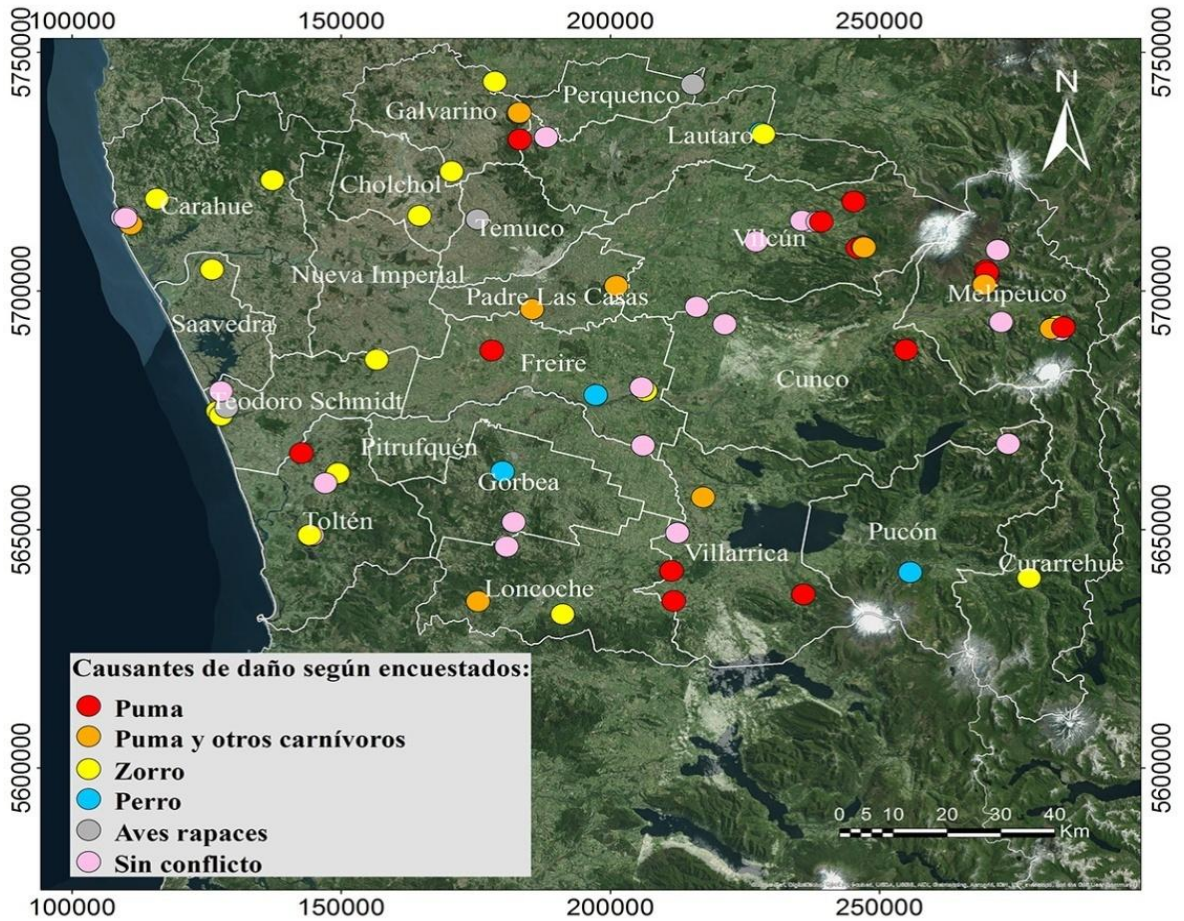 100000 150000 200000 250000
5750000 5750000
N
Perquenco
Galvarino
Lautaro
Cholchol
Carahue
Temuco
Vilcún
5700000 5700000
Nueva Imperial
Padre Las Casas
Melipeuco
Saavedra
Freire
Cunco
Teodoro Schmidt
Pitrufquén
Gorbea
5650000 5650000
Toltén
Pucón
Villarrica
Curarrehue
Loncoche
Causantes de daño según encuestados:
Puma
Puma y otros carnívoros
Zorro
Perro
Aves rapaces
Sin conflicto
5600000 5600000
0 5 10 20 30 40
Km
100000 150000 200000 250000